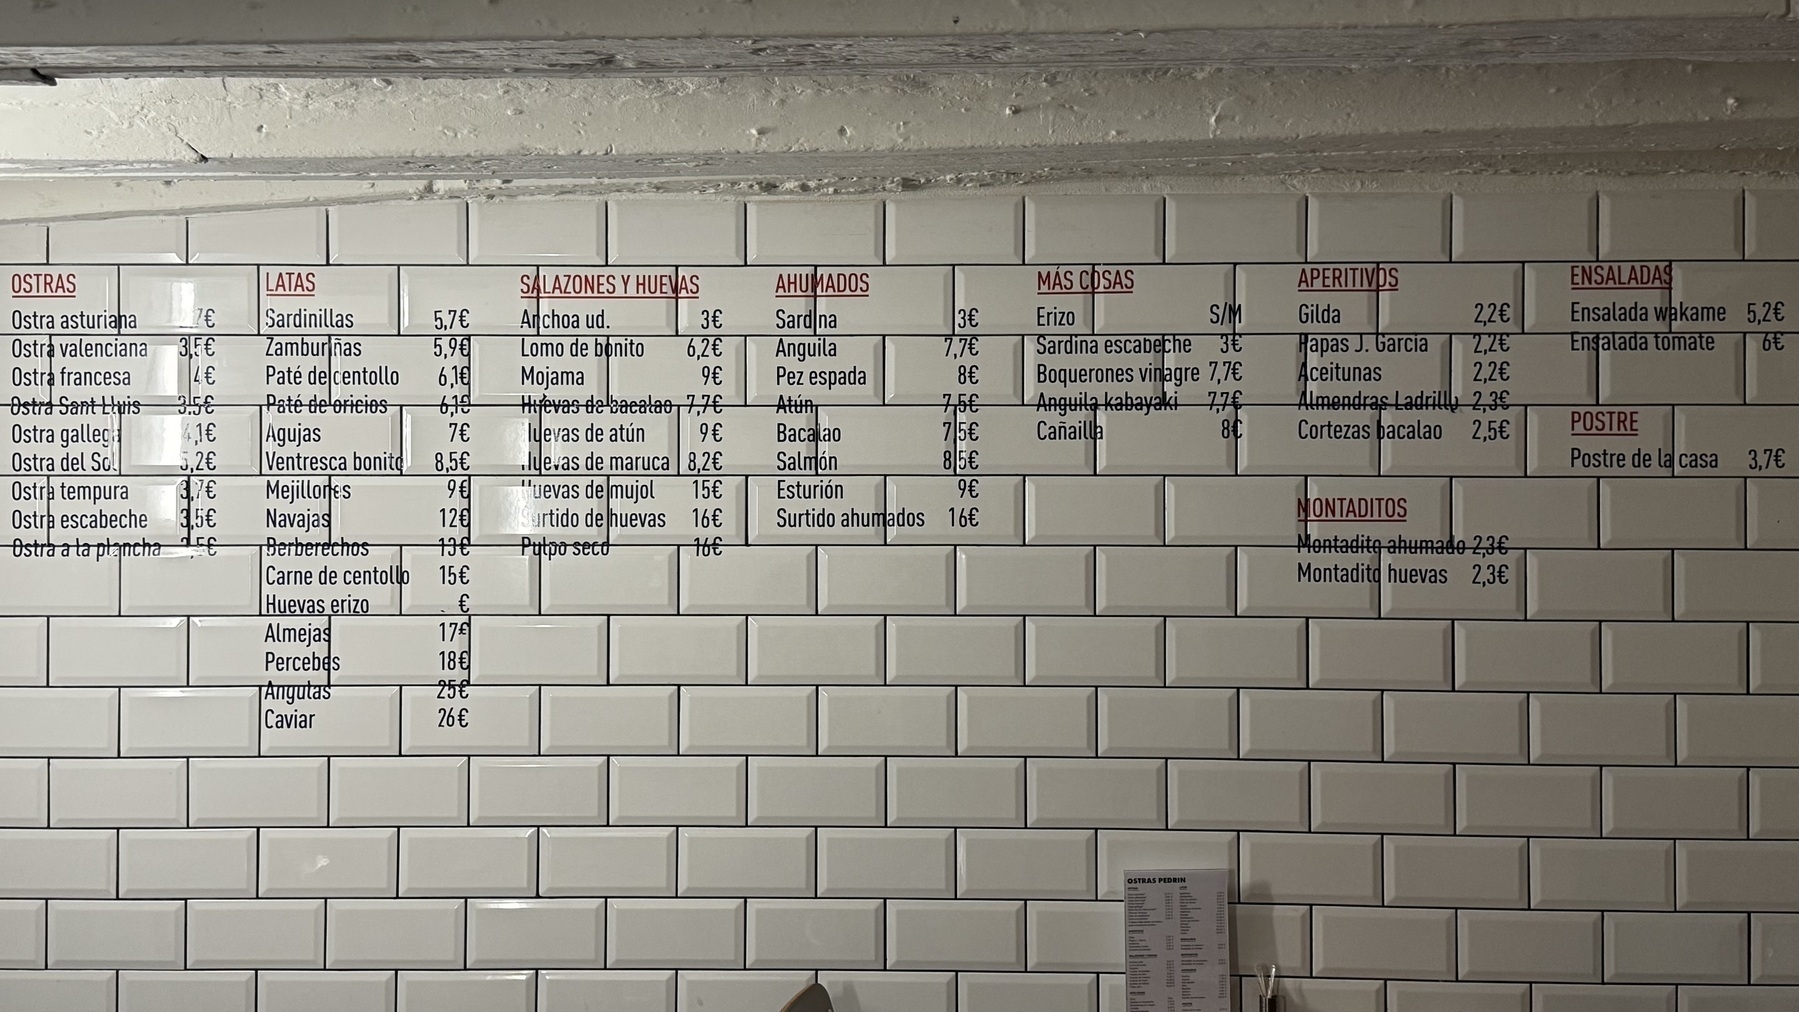 OSTRAS
Ostra asturiana 7€
Ostra valenciana 3,5€
Ostra francesa 4€
Ostra Sant Lluis 3,5€
Ostra gallega 4,1€
Ostra del Sol 5,2€
Ostra tempura 3,7€
Ostra escabeche 3,5€
Ostra a la plancha ,5€
LATAS
Sardinillas 5,7€
Zamburiñas 5,9€
Paté de centollo 6,1€
Paté de oricios 6,1€
Agujas 7€
Ventresca bonito 8,5€
Mejillones 9€
Navajas 12€
Berberechos 13€
Carne de centollo 15€
Huevas erizo €
Almejas 17€
Percebes 18€
Angulas 25€
Caviar 26€
SALAZONES Y HUEVAS
Anchoa ud. 3€
Lomo de bonito 6,2€
Mojama 9€
Huevas de bacalao 7,7€
Huevas de atún 9€
Huevas de maruca 8,2€
Huevas de mujol 15€
Surtido de huevas 16€
Pulpo seco 16€
AHUMADOS
Sardina 3€
Anguila 7,7€
Pez espada 8€
Atún 7,5€
Bacalao 7,5€
Salmón 8,5€
Esturión 9€
Surtido ahumados 16€
MÁS COSAS
Erizo S/M
Sardina escabeche 3€
Boquerones vinagre 7,7€
Anguila kabayaki 7,7€
Cañailla 8€
APERITIVOS
Gilda 2,2€
Papas J. Garcia 2,2€
Aceitunas 2,2€
Almendras Ladrillo 2,3€
Cortezas bacalao 2,5€
MONTADITOS
Montadito ahumado 2,3€
Montadito huevas 2,3€
ENSALADAS
Ensalada wakame 5,2€
Ensalada tomate 6€
POSTRE
Postre de la casa 3,7€
OSTRAS PEDRIN